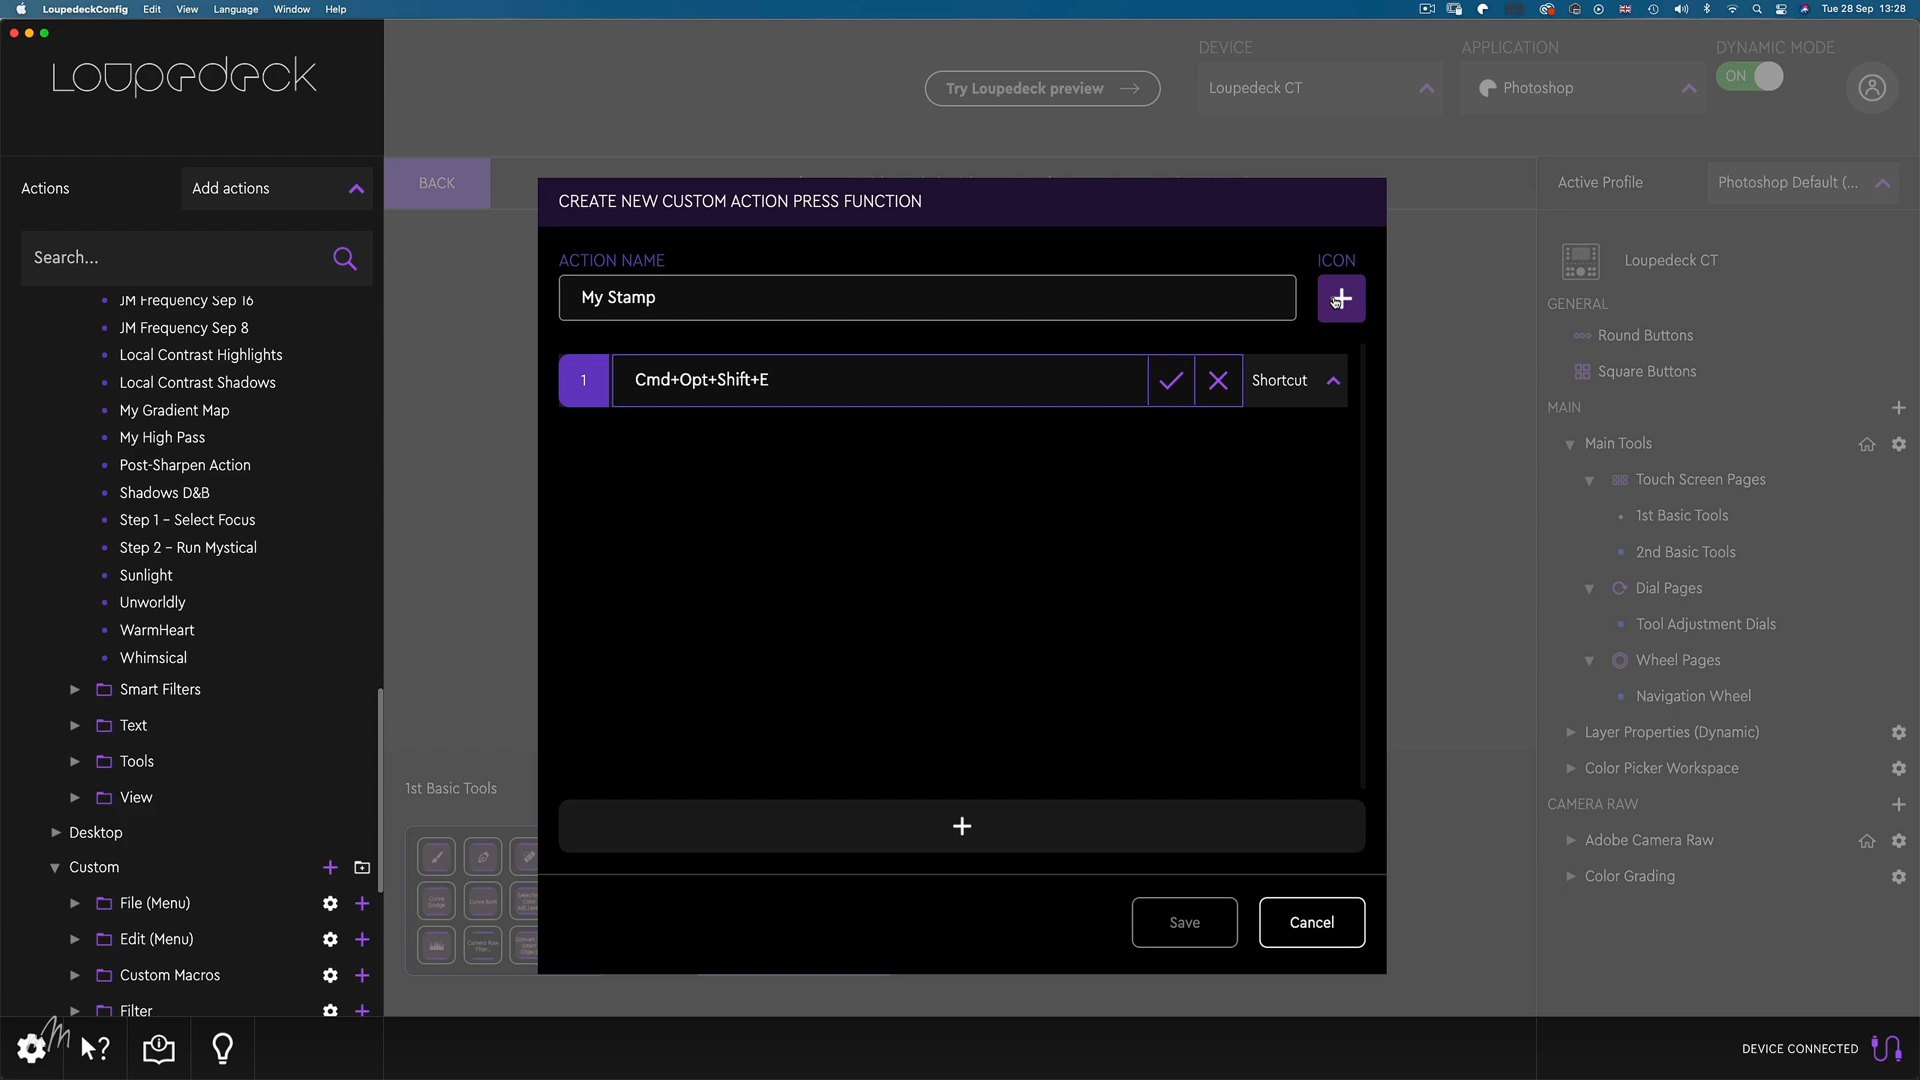 LoupedeckConfig Edit View Language Window Help
Tue 28 Sep 13:28
Loupedeck
Try Loupedeck preview
DEVICE
Loupedeck CT
APPLICATION
Photoshop
DYNAMIC MODE
ON
Actions
Add actions
Search...
JM Frequency Sep 16
JM Frequency Sep 8
Local Contrast Highlights
Local Contrast Shadows
My Gradient Map
My High Pass
Post-Sharpen Action
Shadows D&B
Step 1 - Select Focus
Step 2 - Run Mystical
Sunlight
Unworldly
WarmHeart
Whimsical
Smart Filters
Text
Tools
View
Desktop
Custom
File (Menu)
Edit (Menu)
Custom Macros
Filter
BACK
CREATE NEW CUSTOM ACTION PRESS FUNCTION
ACTION NAME
ICON
My Stamp
1
Cmd+Opt+Shift+E
Shortcut
Save
Cancel
1st Basic Tools
Curve Dodge
Curve Burn
Camera Raw Filter...
Active Profile
Photoshop Default (...
Loupedeck CT
GENERAL
Round Buttons
Square Buttons
MAIN
Main Tools
Touch Screen Pages
1st Basic Tools
2nd Basic Tools
Dial Pages
Tool Adjustment Dials
Wheel Pages
Navigation Wheel
Layer Properties (Dynamic)
Color Picker Workspace
CAMERA RAW
Adobe Camera Raw
Color Grading
DEVICE CONNECTED